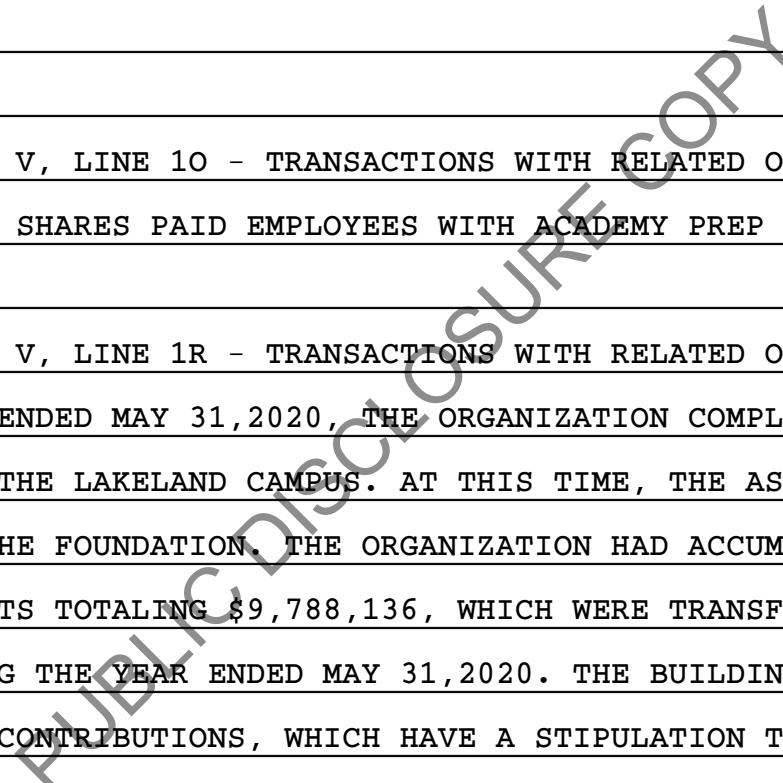 V, LINE 1O - TRANSACTIONS WITH RELATED O
SHARES PAID EMPLOYEES WITH ACADEMY PREP
V, LINE 1R - TRANSACTIONS WITH RELATED O
ENDED MAY 31,2020, THE ORGANIZATION COMPL
THE LAKELAND CAMPUS. AT THIS TIME, THE AS
HE FOUNDATION. THE ORGANIZATION HAD ACCUM
TS TOTALING $9,788,136, WHICH WERE TRANSF
G THE YEAR ENDED MAY 31,2020. THE BUILDIN
CONTRIBUTIONS, WHICH HAVE A STIPULATION T
PUBLIC DISCLOSURE COPY